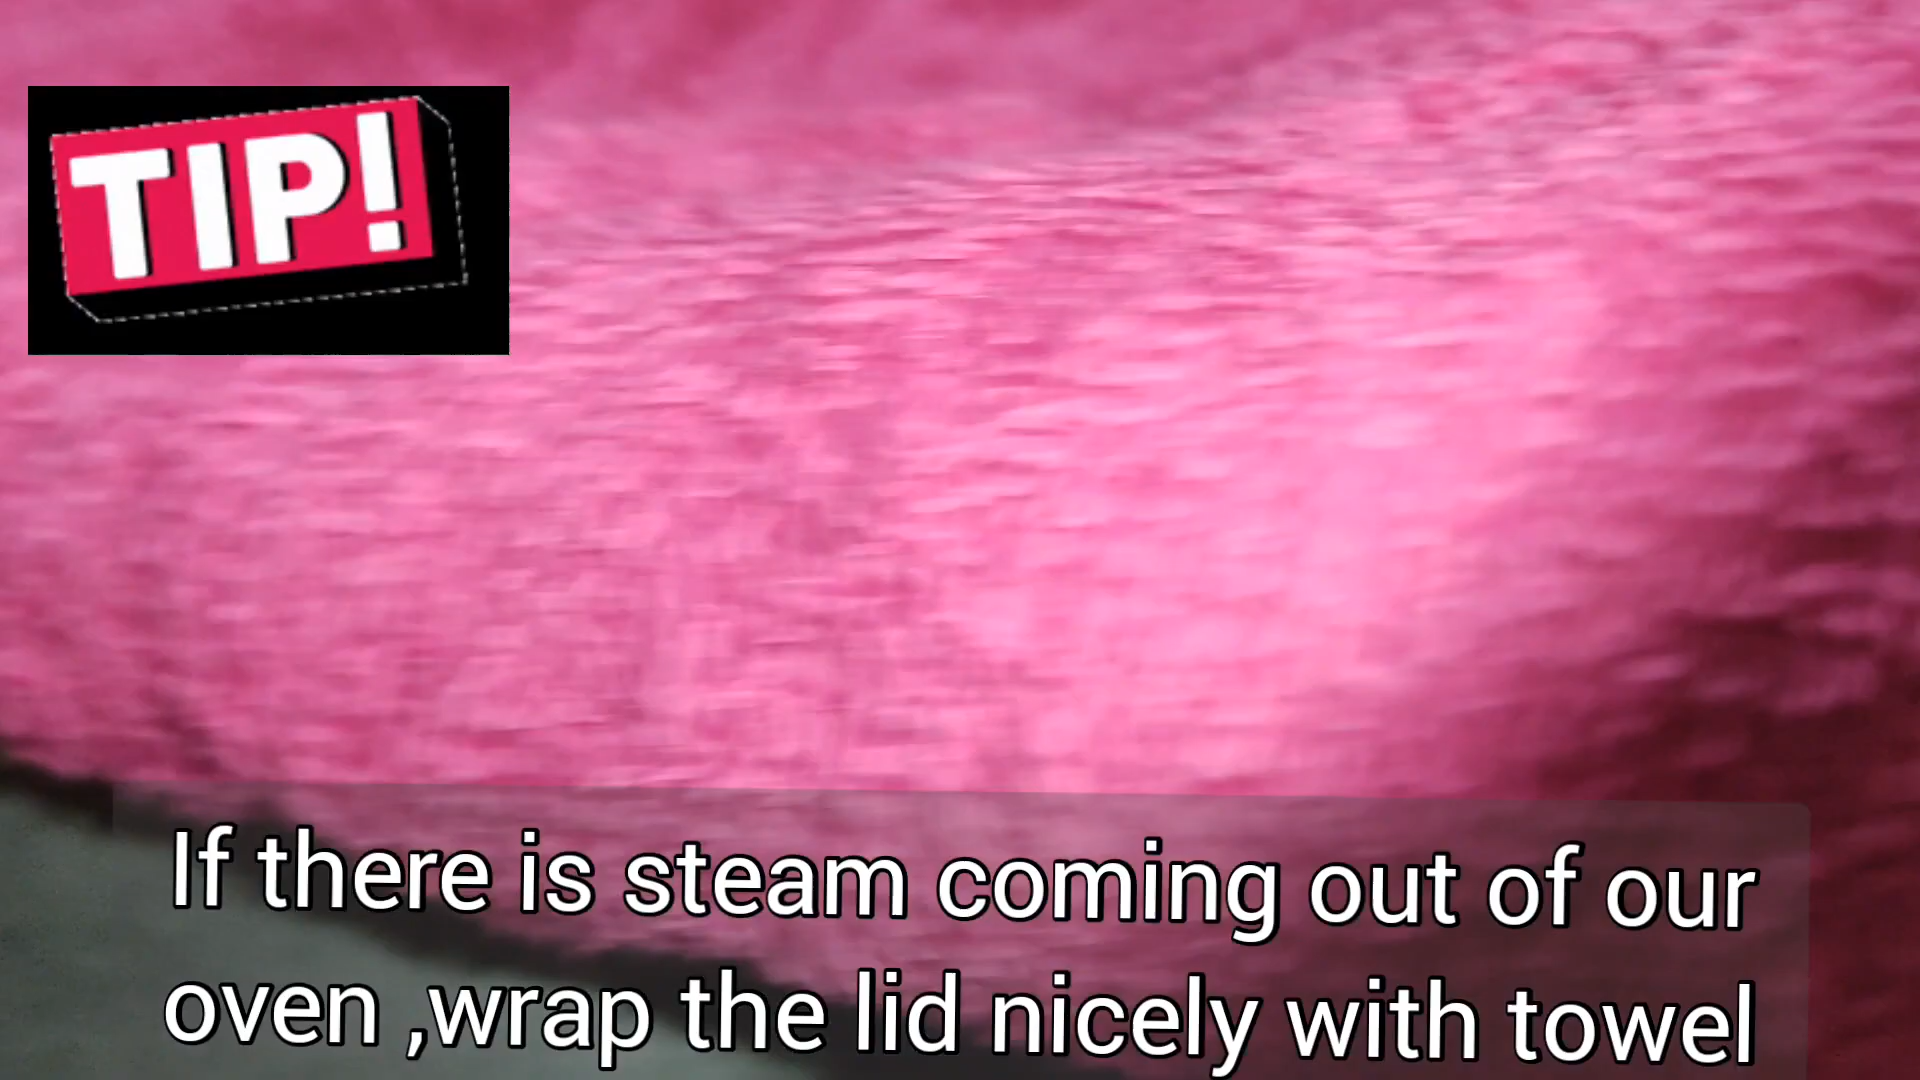 TIP!
If there is steam coming out of our
oven ,wrap the lid nicely with towel